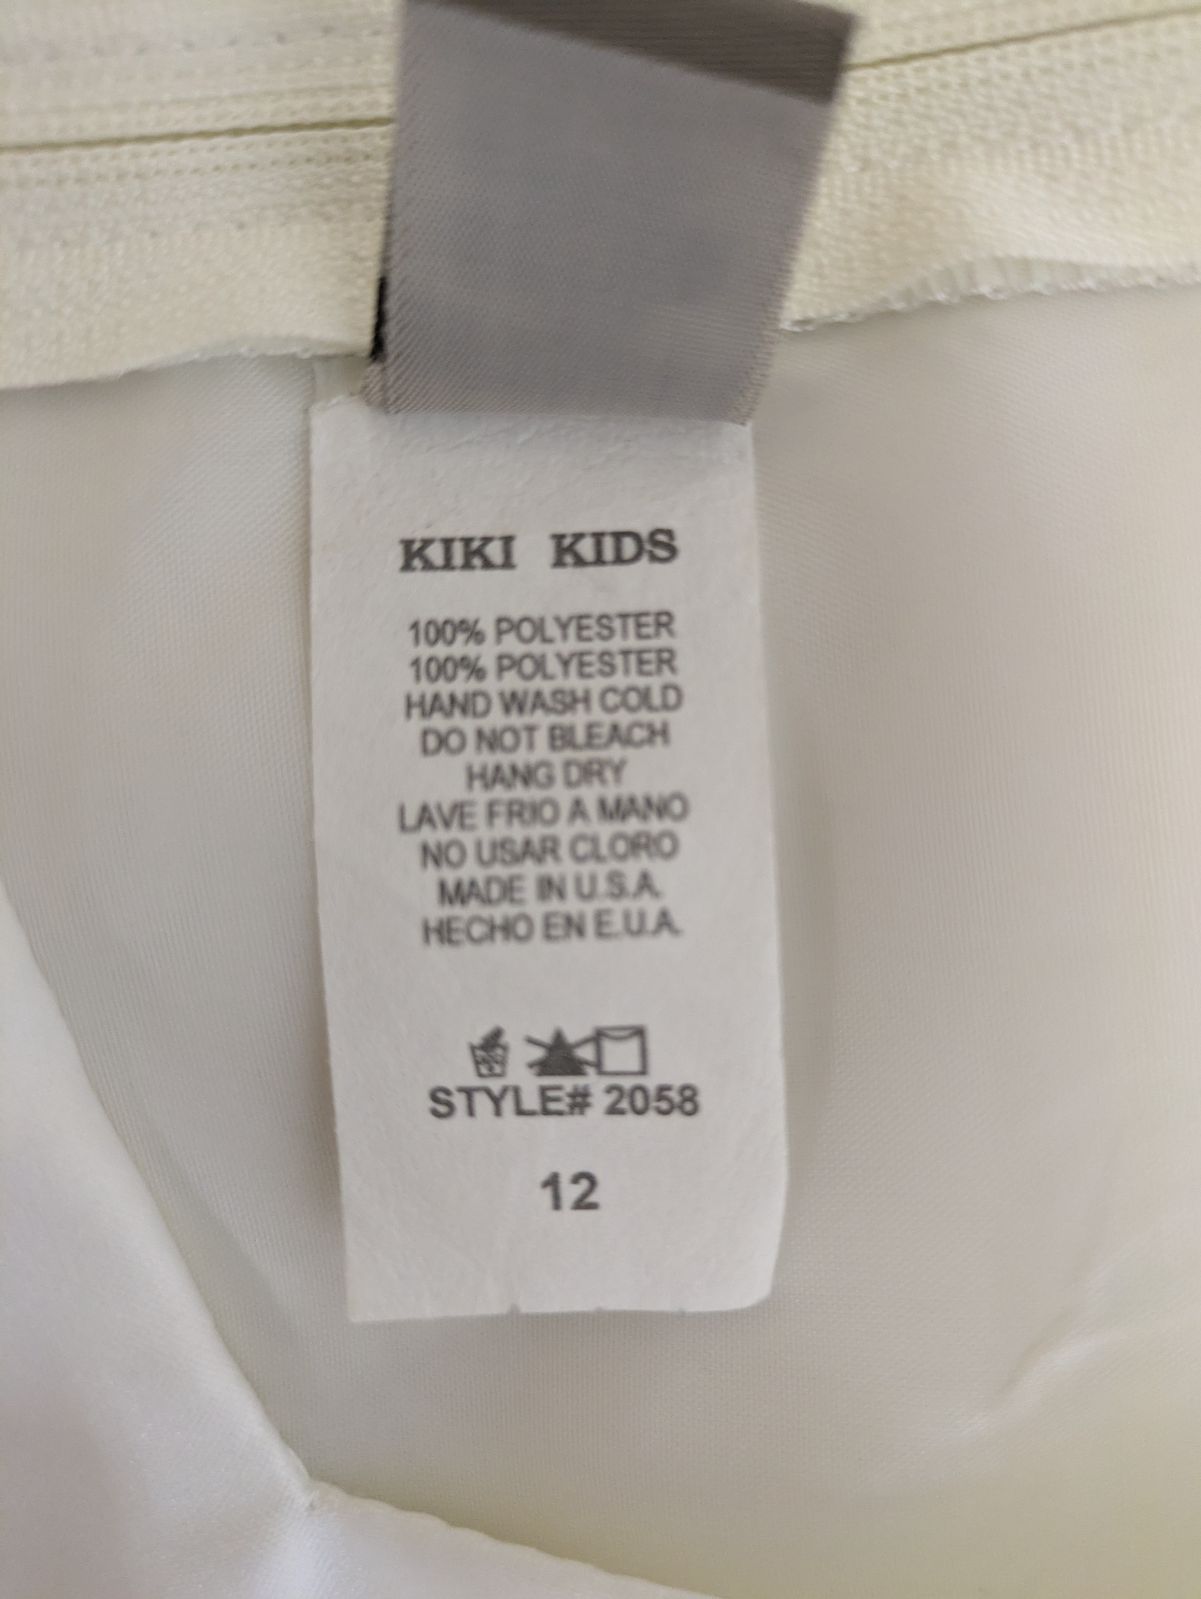 KIKI KIDS
100% POLYESTER
100% POLYESTER
HAND WASH COLD
DO NOT BLEACH
HANG DRY
LAVE FRIO A MANO
NO USAR CLORO
MADE IN U.S.A.
HECHO EN E.U.A.
STYLE# 2058
12